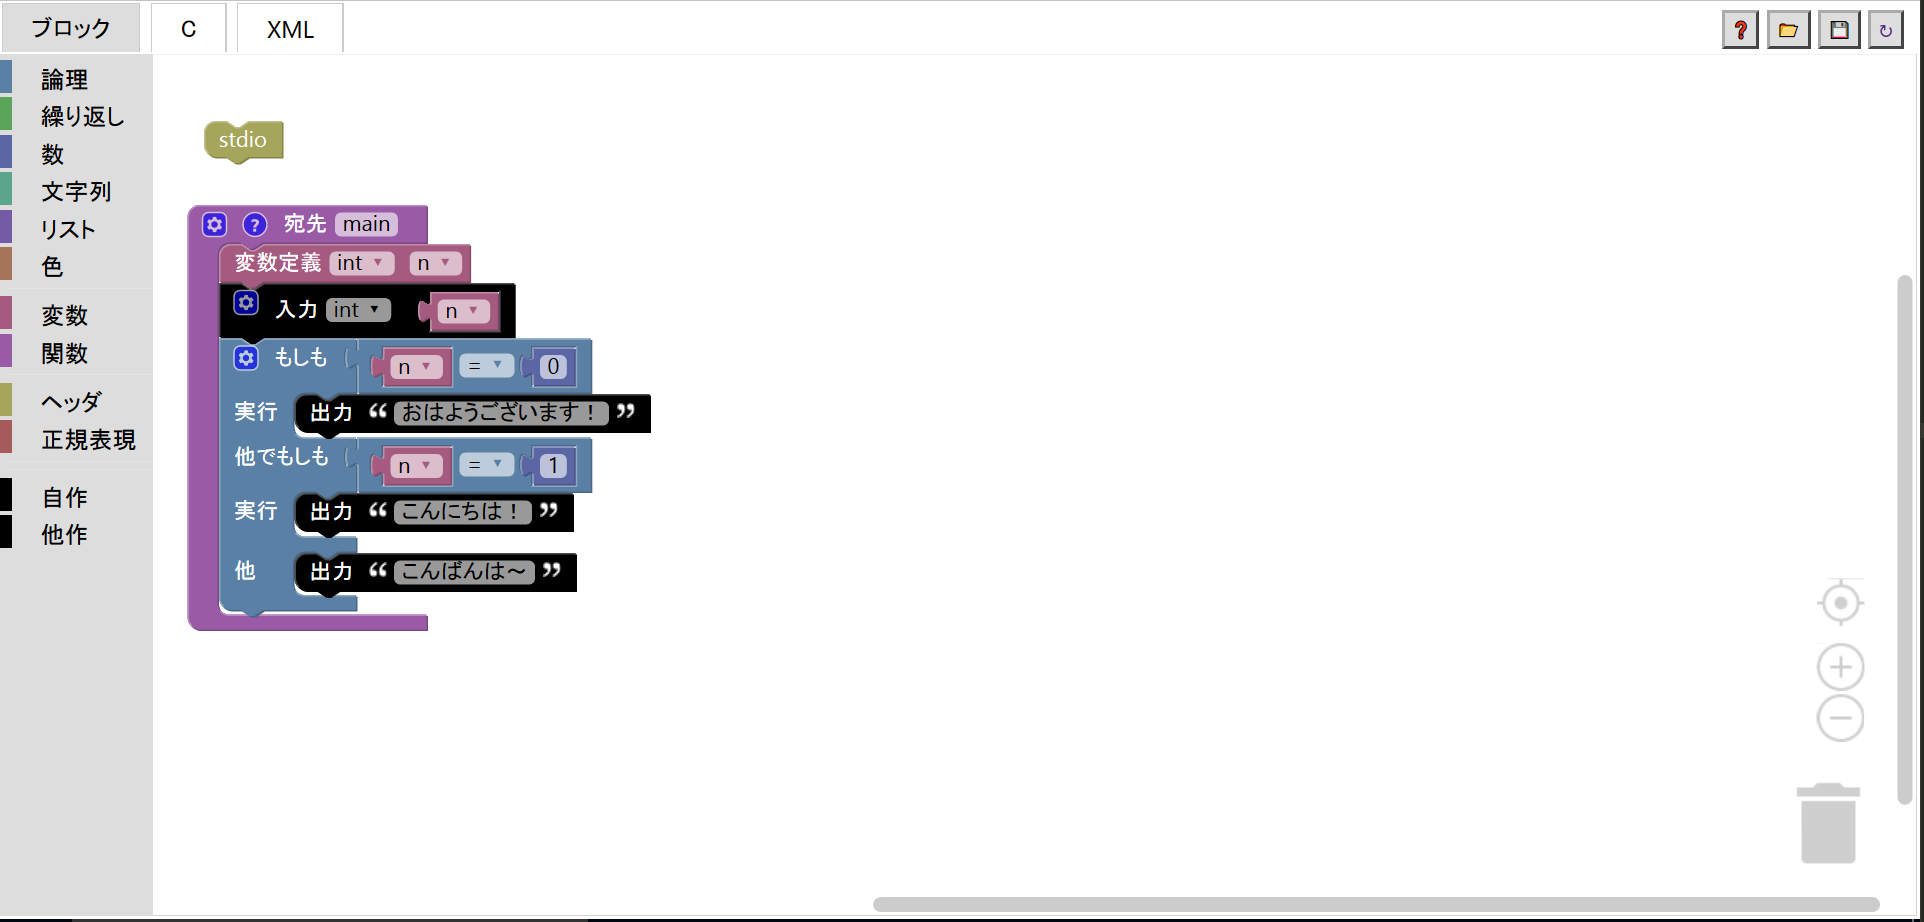 ブロック C XML
論理
繰り返し
数
文字列
リスト
色
変数
関数
ヘッダ
正規表現
自作
他作
stdio
宛先 main
変数定義 int n
入力 int n
もしも n = 0
実行 出力 “ おはようございます！ ”
他でもしも n = 1
実行 出力 “ こんにちは！ ”
他 出力 “ こんばんは〜 ”